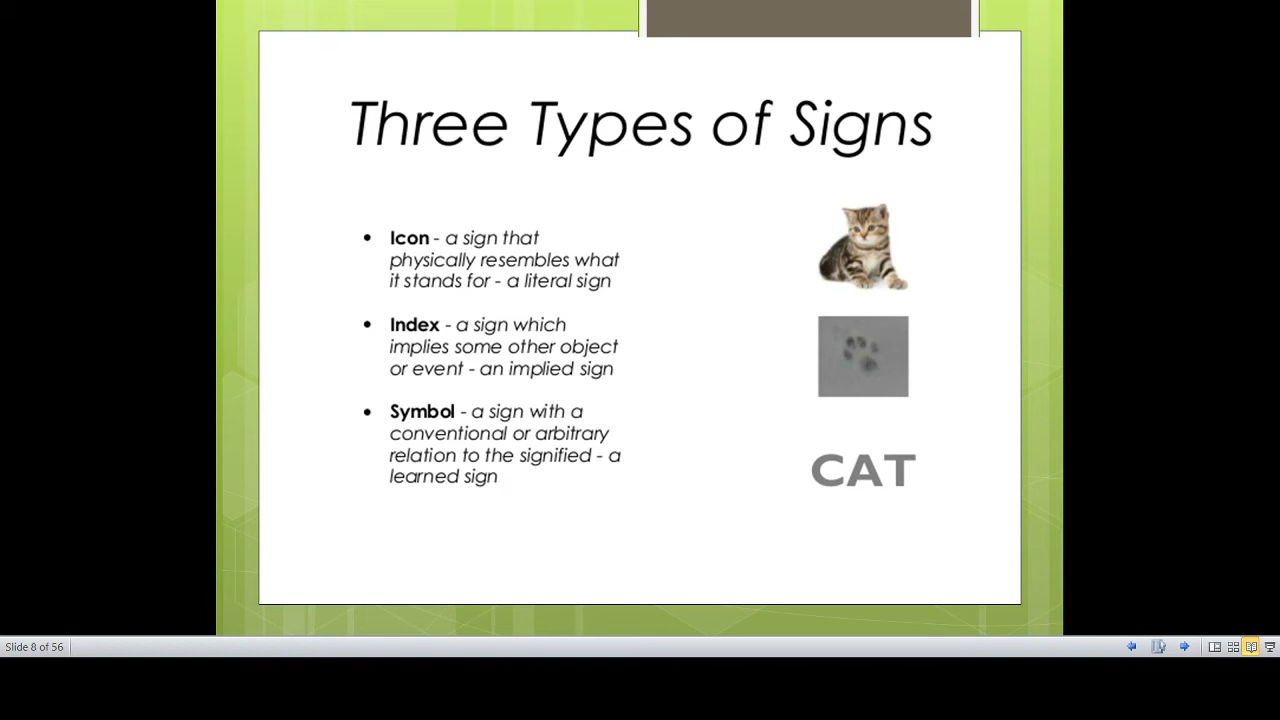 Three Types of Signs
• Icon - a sign that
physically resembles what
it stands for - a literal sign
• Index - a sign which
implies some other object
or event - an implied sign
• Symbol - a sign with a
conventional or arbitrary
relation to the signified - a
learned sign
CAT
Slide 8 of 56